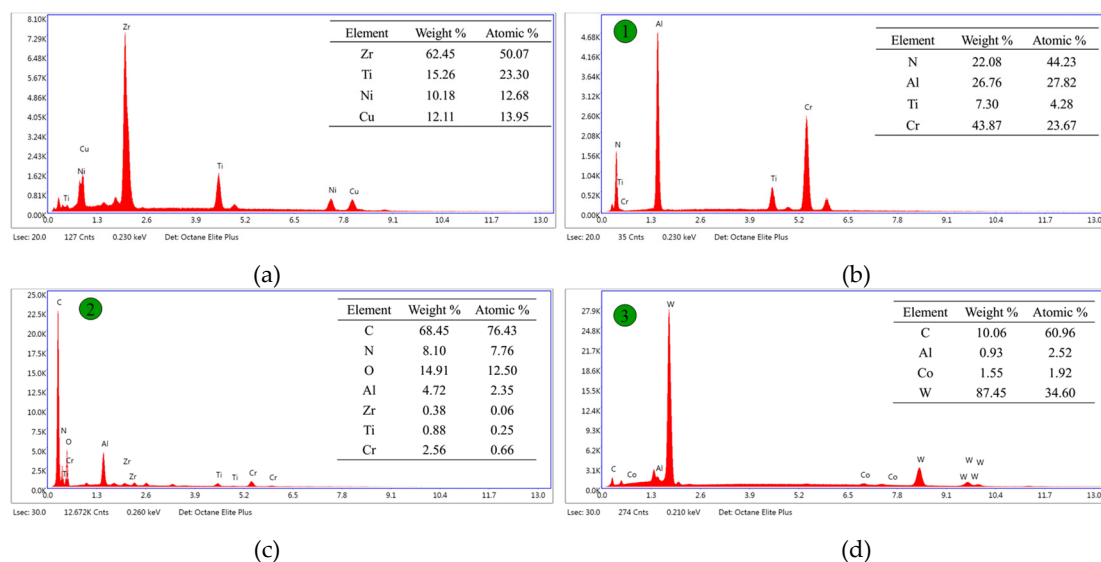 8.10K
7.29K
6.48K
5.67K
4.86K
4.05K
3.24K
2.43K
1.62K
0.81K
0.00K
Zr
Cu
Ni
Ti
Ti
Ni
Cu
1.3 2.6 3.9 5.2 6.5 7.8 9.1 10.4 11.7 13.0
Element Weight % Atomic %
Zr 62.45 50.07
Ti 15.26 23.30
Ni 10.18 12.68
Cu 12.11 13.95
Lsec: 20.0 127 Cnts 0.230 keV Det: Octane Elite Plus
(a)
1
4.68K
4.16K
3.64K
3.12K
2.60K
2.08K
1.56K
1.04K
0.52K
0.00K
Al
N
Ti
Cr
Ti
Cr
1.3 2.6 3.9 5.2 6.5 7.8 9.1 10.4 11.7 13.0
Element Weight % Atomic %
N 22.08 44.23
Al 26.76 27.82
Ti 7.30 4.28
Cr 43.87 23.67
Lsec: 20.0 35 Cnts 0.230 keV Det: Octane Elite Plus
(b)
2
25.0K
22.5K
20.0K
17.5K
15.0K
12.5K
10.0K
7.5K
5.0K
2.5K
0.0K
C
N
O
Cr
Ti
Al
Zr
Zr
Ti
Ti
Cr
Cr
1.3 2.6 3.9 5.2 6.5 7.8 9.1 10.4 11.7 13.0
Element Weight % Atomic %
C 68.45 76.43
N 8.10 7.76
O 14.91 12.50
Al 4.72 2.35
Zr 0.38 0.06
Ti 0.88 0.25
Cr 2.56 0.66
Lsec: 30.0 12.672K Cnts 0.260 keV Det: Octane Elite Plus
(c)
3
27.9K
24.8K
21.7K
18.6K
15.5K
12.4K
9.3K
6.2K
3.1K
0.0K
W
C
Co
Al
Co
Co
W
W
W
W
W
1.3 2.6 3.9 5.2 6.5 7.8 9.1 10.4 11.7 13.0
Element Weight % Atomic %
C 10.06 60.96
Al 0.93 2.52
Co 1.55 1.92
W 87.45 34.60
Lsec: 30.0 274 Cnts 0.210 keV Det: Octane Elite Plus
(d)